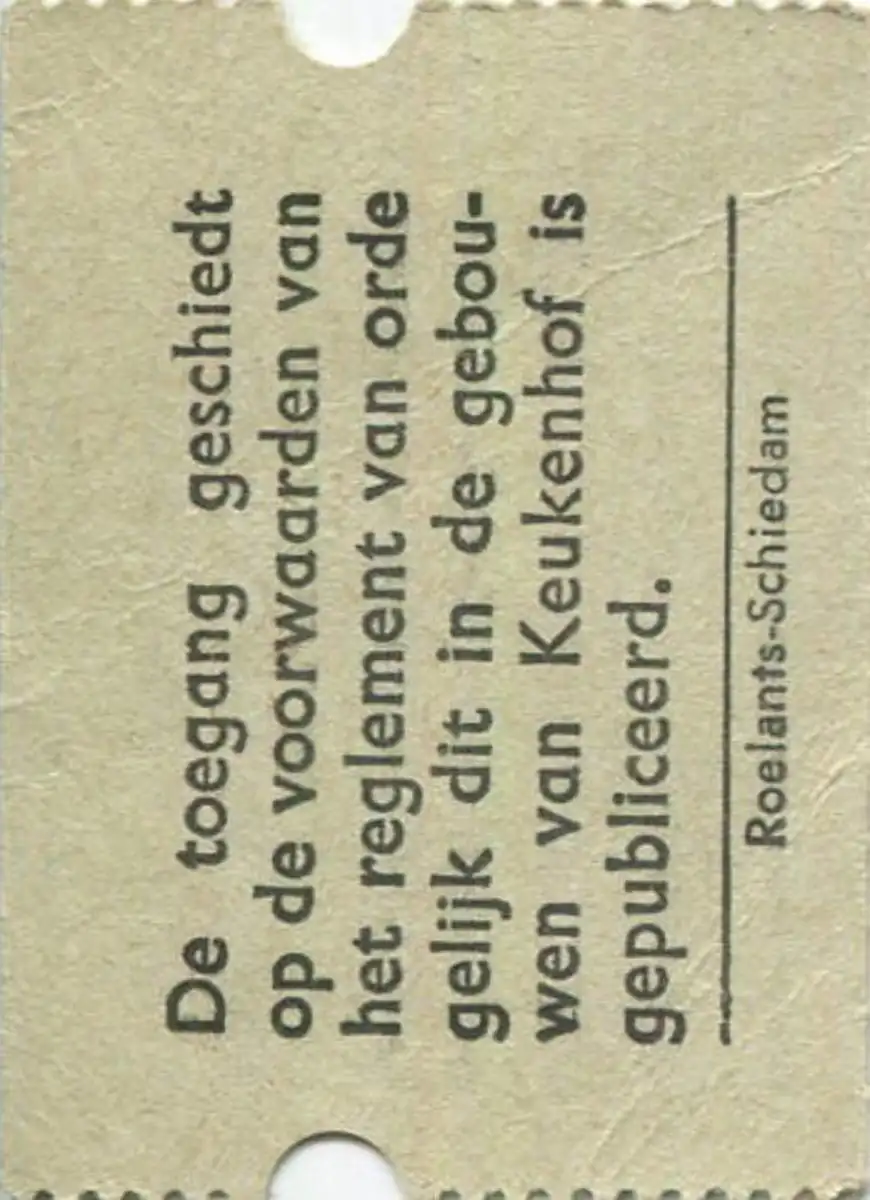 De toegang geschiedt
op de voorwaarden van
het reglement van orde
gelijk dit in de gebou-
wen van Keukenhof is
gepubliceerd.
Roelants-Schiedam